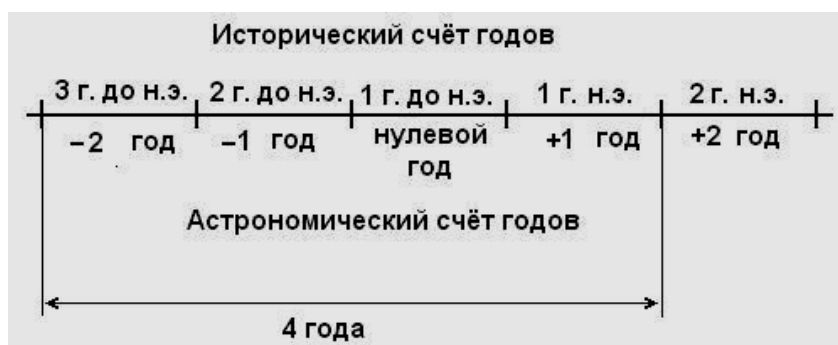 Исторический счёт годов
3 г. до н.э. 2 г. до н.э. 1 г. до н.э. 1 г. н.э. 2 г. н.э.
−2 год −1 год нулевой год +1 год +2 год
Астрономический счёт годов
4 года